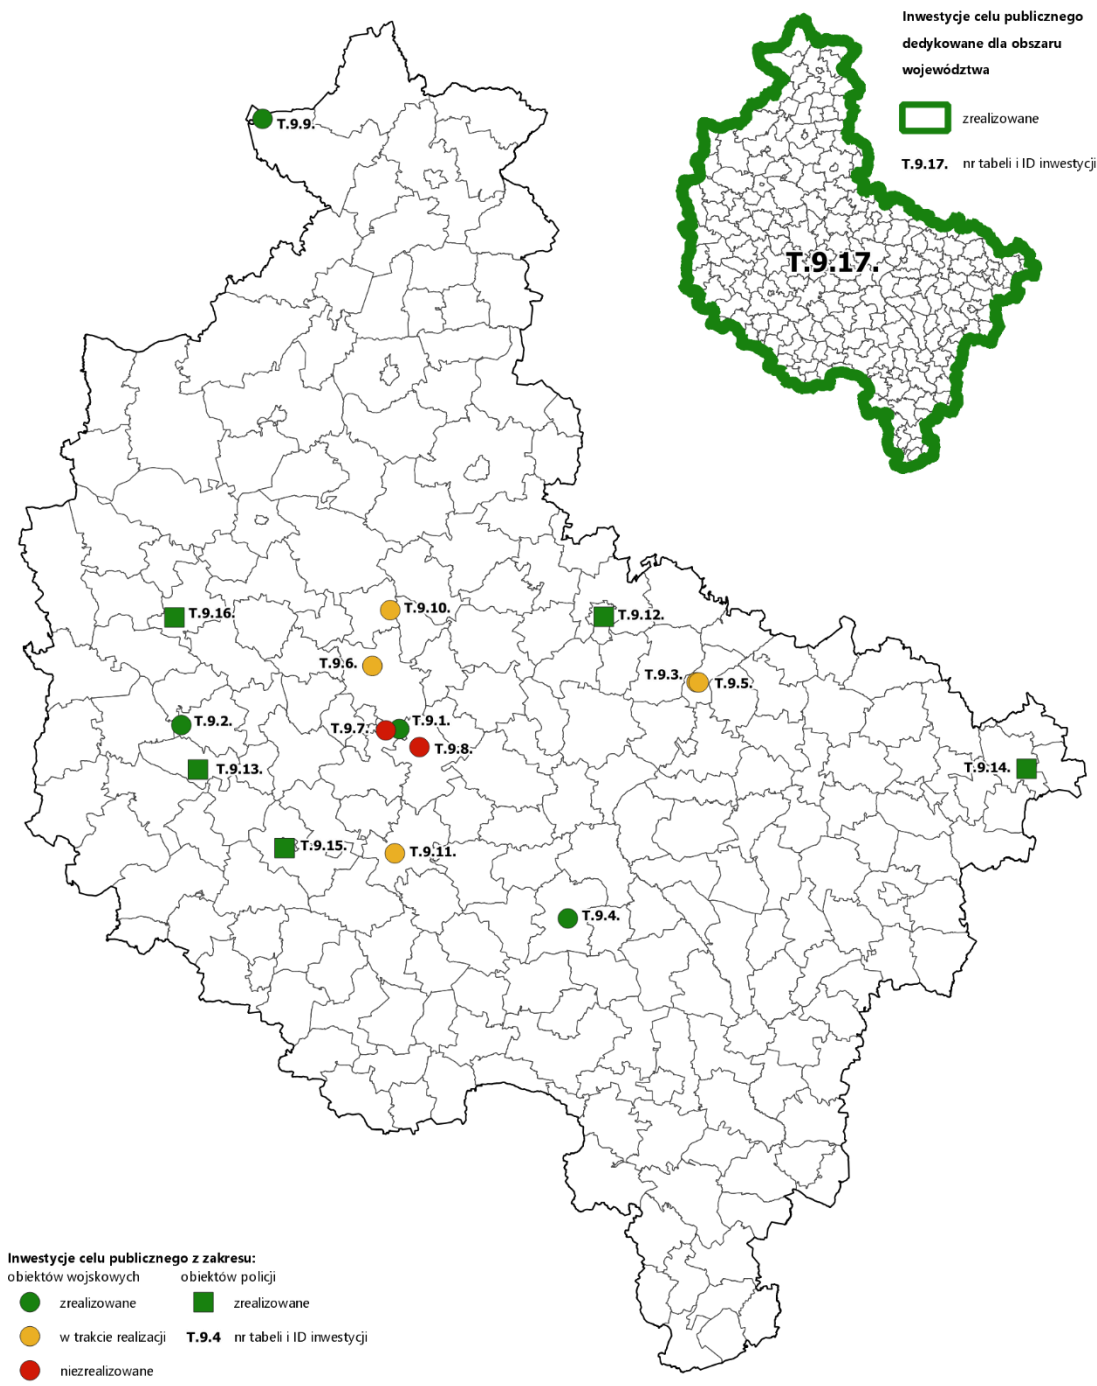 Inwestycje celu publicznego
dedykowane dla obszaru
województwa
zrealizowane
T.9.17. nr tabeli i ID inwestycji
T.9.17.
T.9.9.
T.9.16.
T.9.10.
T.9.12.
T.9.6.
T.9.3.
T.9.5.
T.9.2.
T.9.7.
T.9.1.
T.9.8.
T.9.13.
T.9.14.
T.9.15.
T.9.11.
T.9.4.
Inwestycje celu publicznego z zakresu:
obiektów wojskowych obiektów policji
zrealizowane zrealizowane
w trakcie realizacji T.9.4 nr tabeli i ID inwestycji
niezrealizowane